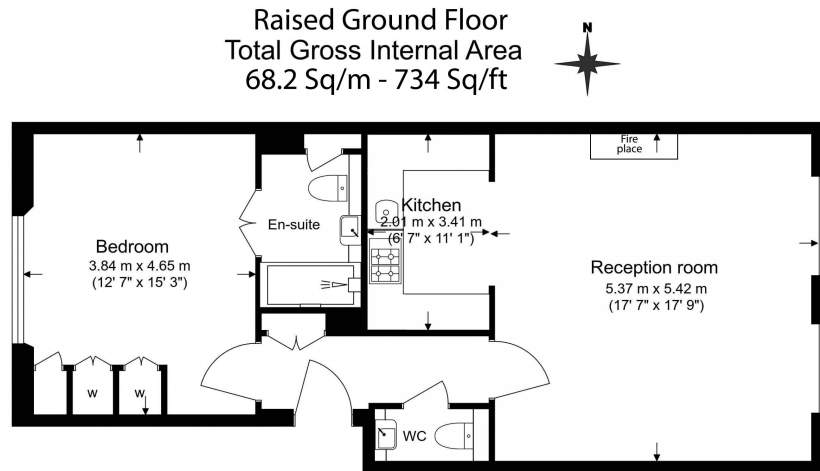 Raised Ground Floor
Total Gross Internal Area
68.2 Sq/m - 734 Sq/ft
N
Fire
place
Kitchen
2.01 m x 3.41 m
(6' 7" x 11' 1")
En-suite
Bedroom
3.84 m x 4.65 m
(12' 7" x 15' 3")
Reception room
5.37 m x 5.42 m
(17' 7" x 17' 9")
W
W
WC